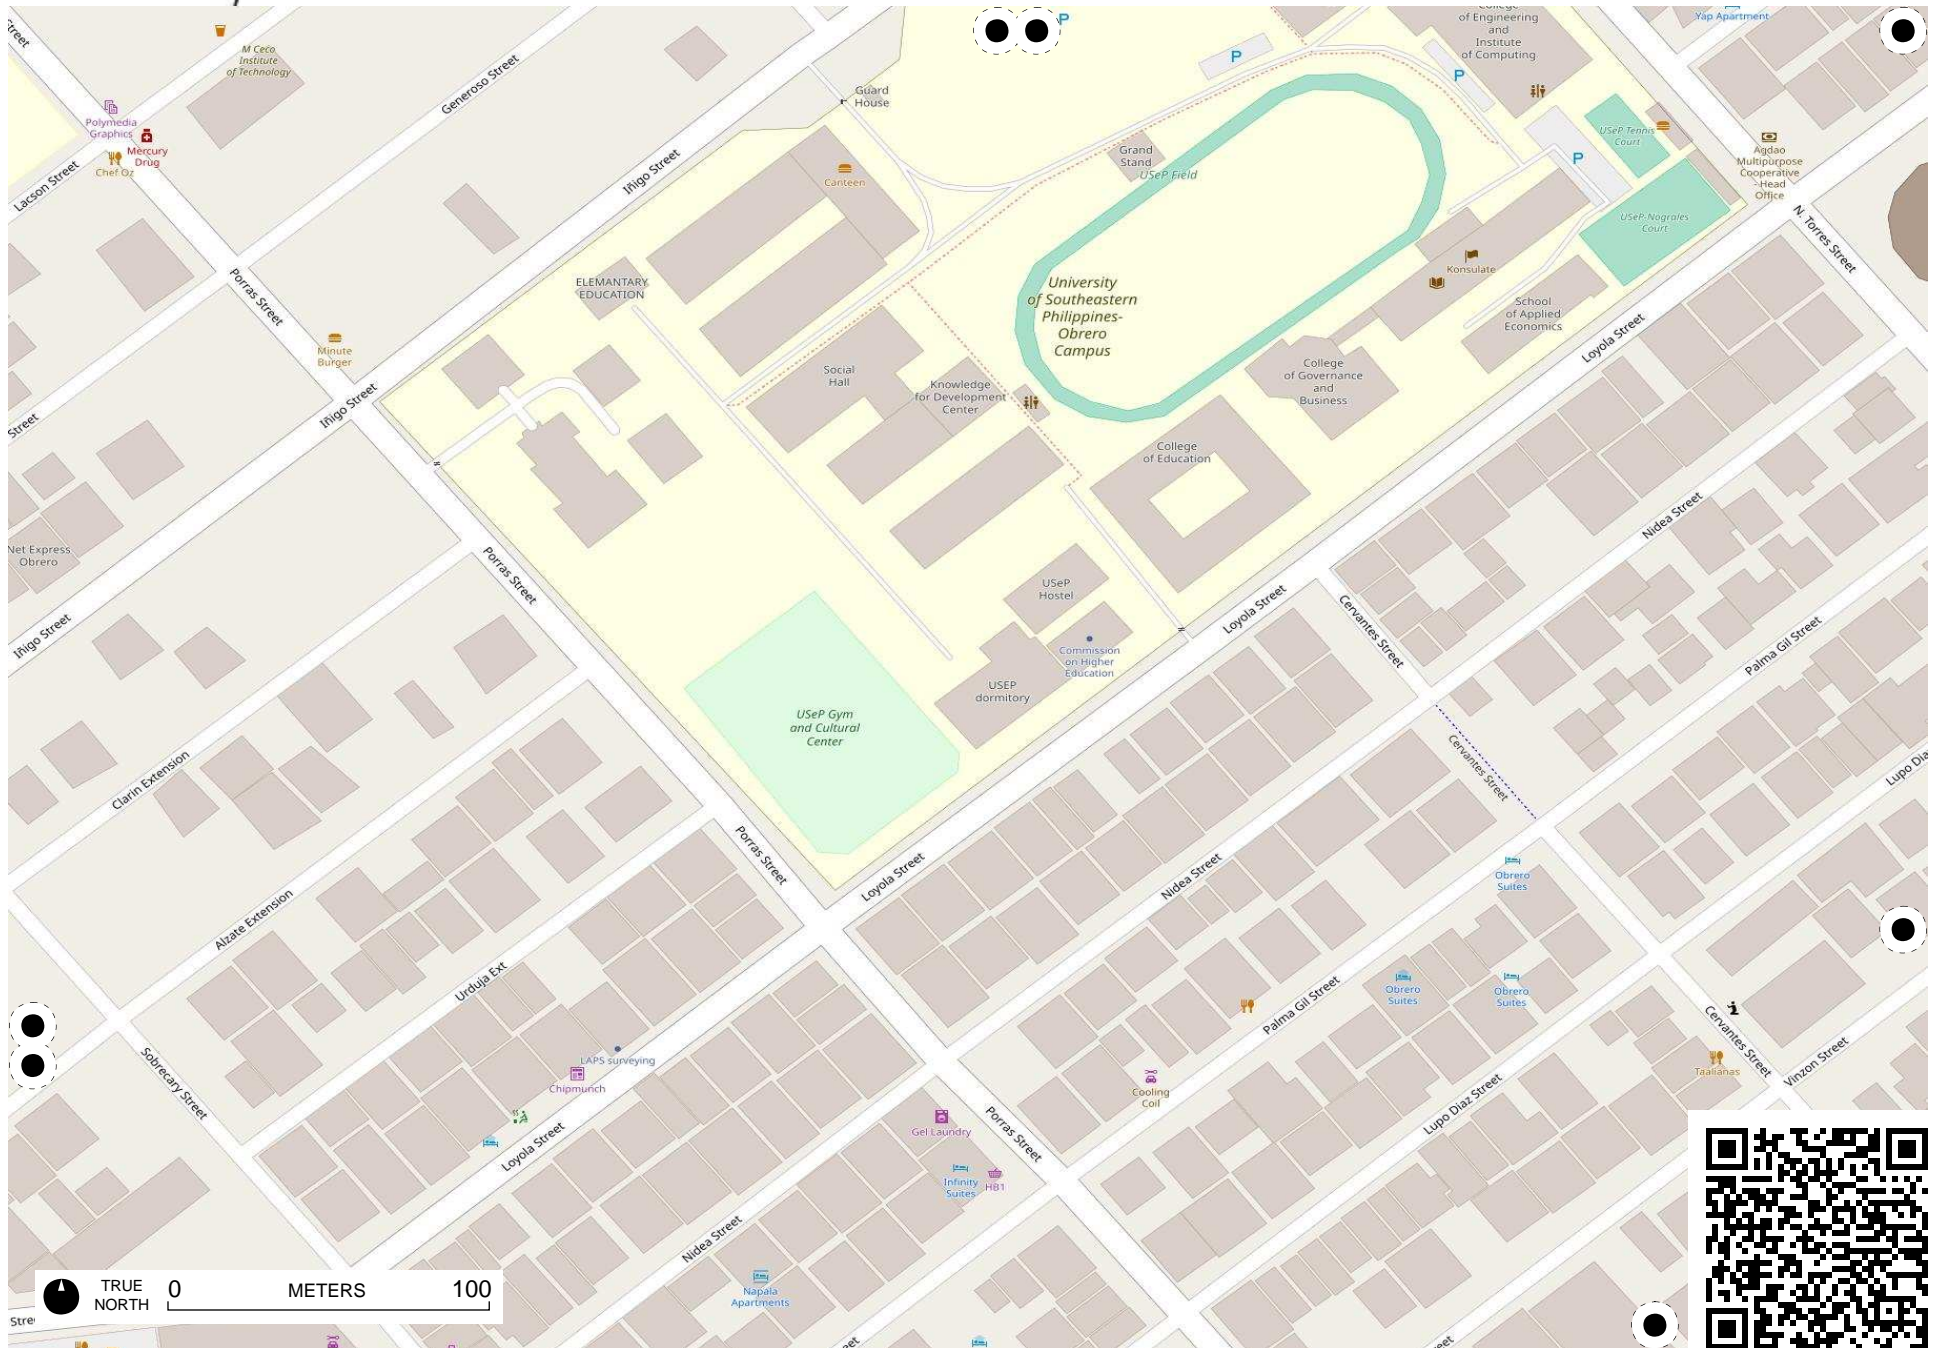 College
of Engineering
and
Institute
of Computing
Yap Apartment
P
P
P
M Ceco
Institute
of Technology
Generoso Street
Guard
House
Polymedia
Graphics
Mercury
Drug
Chef Oz
Lacson Street
Iñigo Street
Canteen
Grand
Stand
USeP Field
USeP Tennis
Court
P
Agdao
Multipurpose
Cooperative
- Head
Office
USeP-Nograles
Court
N. Torres Street
Porras Street
ELEMANTARY
EDUCATION
University
of Southeastern
Philippines-
Obrero
Campus
Konsulate
School
of Applied
Economics
Loyola Street
Minute
Burger
Iñigo Street
Social
Hall
Knowledge
for Development
Center
College
of Governance
and
Business
Street
College
of Education
Nidea Street
Net Express
Obrero
Porras Street
Iñigo Street
USeP
Hostel
Loyola Street
Cervantes Street
Palma Gil Street
Commission
on Higher
Education
USEP
dormitory
USeP Gym
and Cultural
Center
Clarin Extension
Cervantes Street
Lupo Dia
Porras Street
Loyola Street
Nidea Street
Obrero
Suites
Alzate Extension
Urduja Ext
Palma Gil Street
Obrero
Suites
Obrero
Suites
Cervantes Street
Vinzon Street
Taalianas
Sobrecary Street
LAPS surveying
Chipmunch
Cooling
Coil
Lupo Diaz Street
Loyola Street
Gel Laundry
Porras Street
Infinity
Suites
HB1
Nidea Street
Napala
Apartments
TRUE
NORTH
0 METERS 100